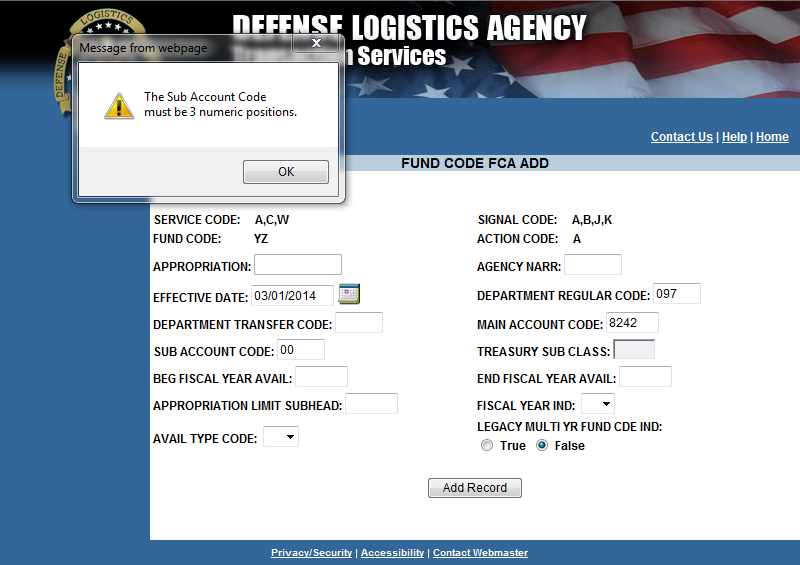 DEFENSE LOGISTICS AGENCY
n Services
DEFENSE
LOGISTICS
Message from webpage
X
The Sub Account Code
must be 3 numeric positions.
OK
Contact Us | Help | Home
FUND CODE FCA ADD
SERVICE CODE: A,C,W SIGNAL CODE: A,B,J,K
FUND CODE: YZ ACTION CODE: A
APPROPRIATION: AGENCY NARR:
EFFECTIVE DATE: 03/01/2014 DEPARTMENT REGULAR CODE: 097
DEPARTMENT TRANSFER CODE: MAIN ACCOUNT CODE: 8242
SUB ACCOUNT CODE: 00 TREASURY SUB CLASS:
BEG FISCAL YEAR AVAIL: END FISCAL YEAR AVAIL:
APPROPRIATION LIMIT SUBHEAD: FISCAL YEAR IND:
AVAIL TYPE CODE: LEGACY MULTI YR FUND CDE IND:
True False
Add Record
Privacy/Security | Accessibility | Contact Webmaster